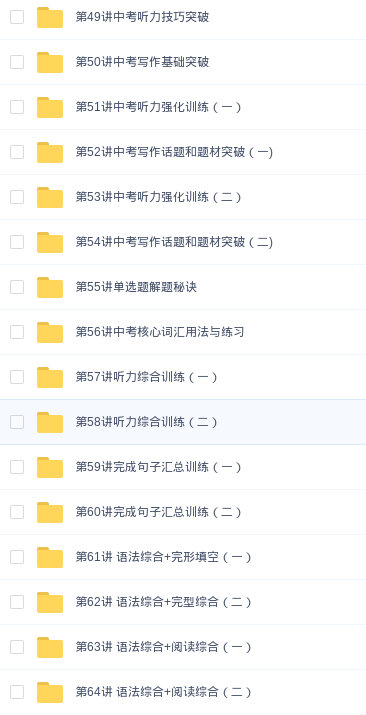 第49讲中考听力技巧突破
第50讲中考写作基础突破
第51讲中考听力强化训练（一）
第52讲中考写作话题和题材突破（一)
第53讲中考听力强化训练（二）
第54讲中考写作话题和题材突破（二)
第55讲单选题解题秘诀
第56讲中考核心词汇用法与练习
第57讲听力综合训练（一）
第58讲听力综合训练（二）
第59讲完成句子汇总训练（一）
第60讲完成句子汇总训练（二）
第61讲 语法综合+完形填空（一）
第62讲 语法综合+完型综合（二）
第63讲 语法综合+阅读综合（一）
第64讲 语法综合+阅读综合（二）